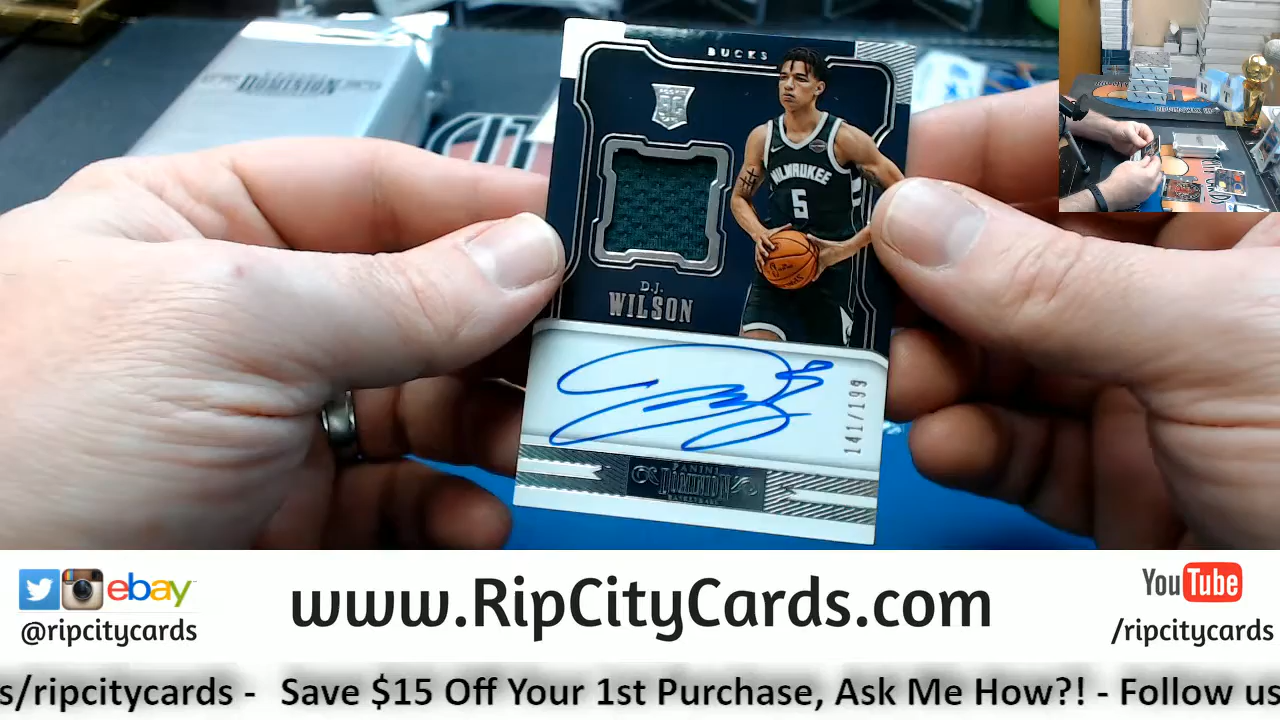 BUCKS
MILWAUKEE
5
D.J.
WILSON
141/199
PANINI
DOMINION
BASKETBALL
DOMINION
ebay
@ripcitycards
www.RipCityCards.com
YouTube
/ripcitycards
s/ripcitycards - Save $15 Off Your 1st Purchase, Ask Me How?! - Follow us